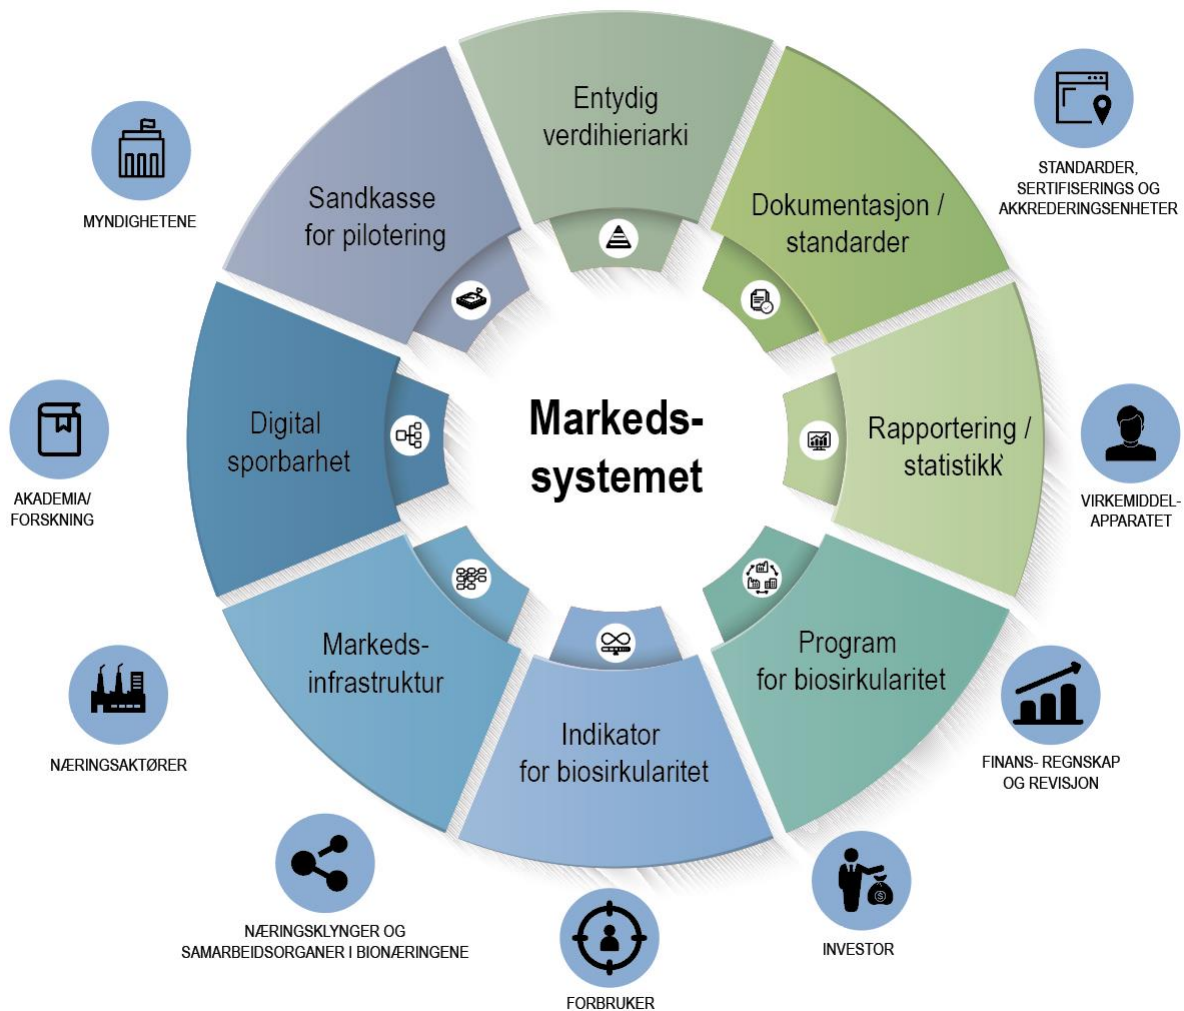 Entydig
verdihieriarki
Dokumentasjon /
standarder
Rapportering /
statistikk`
Program
for biosirkularitet
Indikator
for biosirkularitet
Markeds-
infrastruktur
Digital
sporbarhet
Sandkasse
for pilotering
Markeds-
systemet
STANDARDER,
SERTIFISERINGS OG
AKKREDERINGSENHETER
VIRKEMIDDEL-
APPARATET
FINANS- REGNSKAP
OG REVISJON
INVESTOR
FORBRUKER
NÆRINGSKLYNGER OG
SAMARBEIDSORGANER I BIONÆRINGENE
NÆRINGSAKTØRER
AKADEMIA/
FORSKNING
MYNDIGHETENE